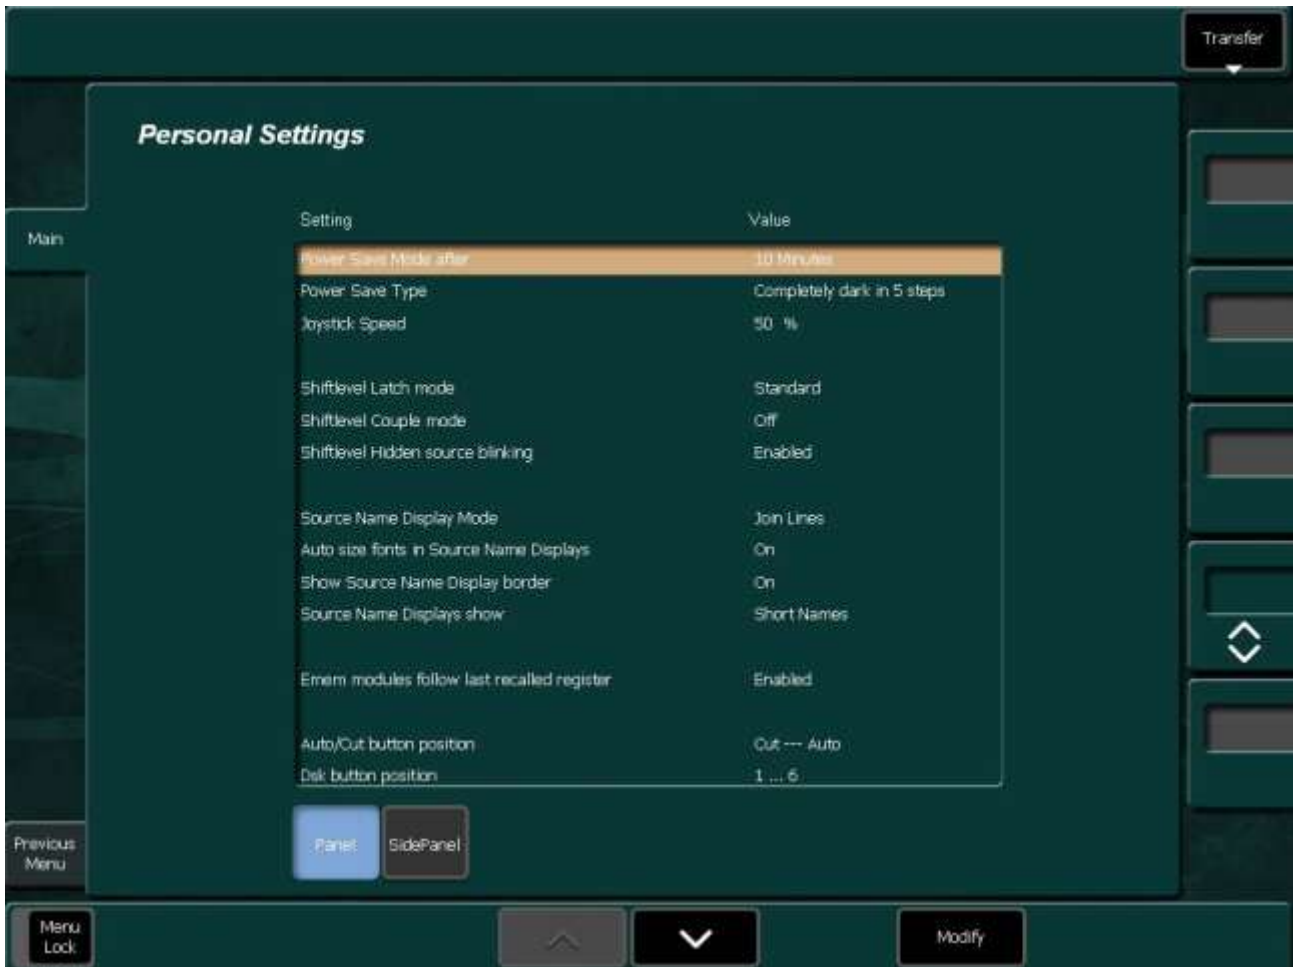 Transfer
Personal Settings
Setting Value
Main
Power Save Mode after 10 Minutes
Power Save Type Completely dark in 5 steps
Joystick Speed 50 %
Shiftlevel Latch mode Standard
Shiftlevel Couple mode Off
Shiftlevel Hidden source blinking Enabled
Source Name Display Mode Join Lines
Auto size fonts in Source Name Displays On
Show Source Name Display border On
Source Name Displays show Short Names
Emem modules follow last recalled register Enabled
Auto/Cut button position Cut --- Auto
Dsk button position 1 ... 6
Panel SidePanel
Previous
Menu
Menu
Lock
Modify